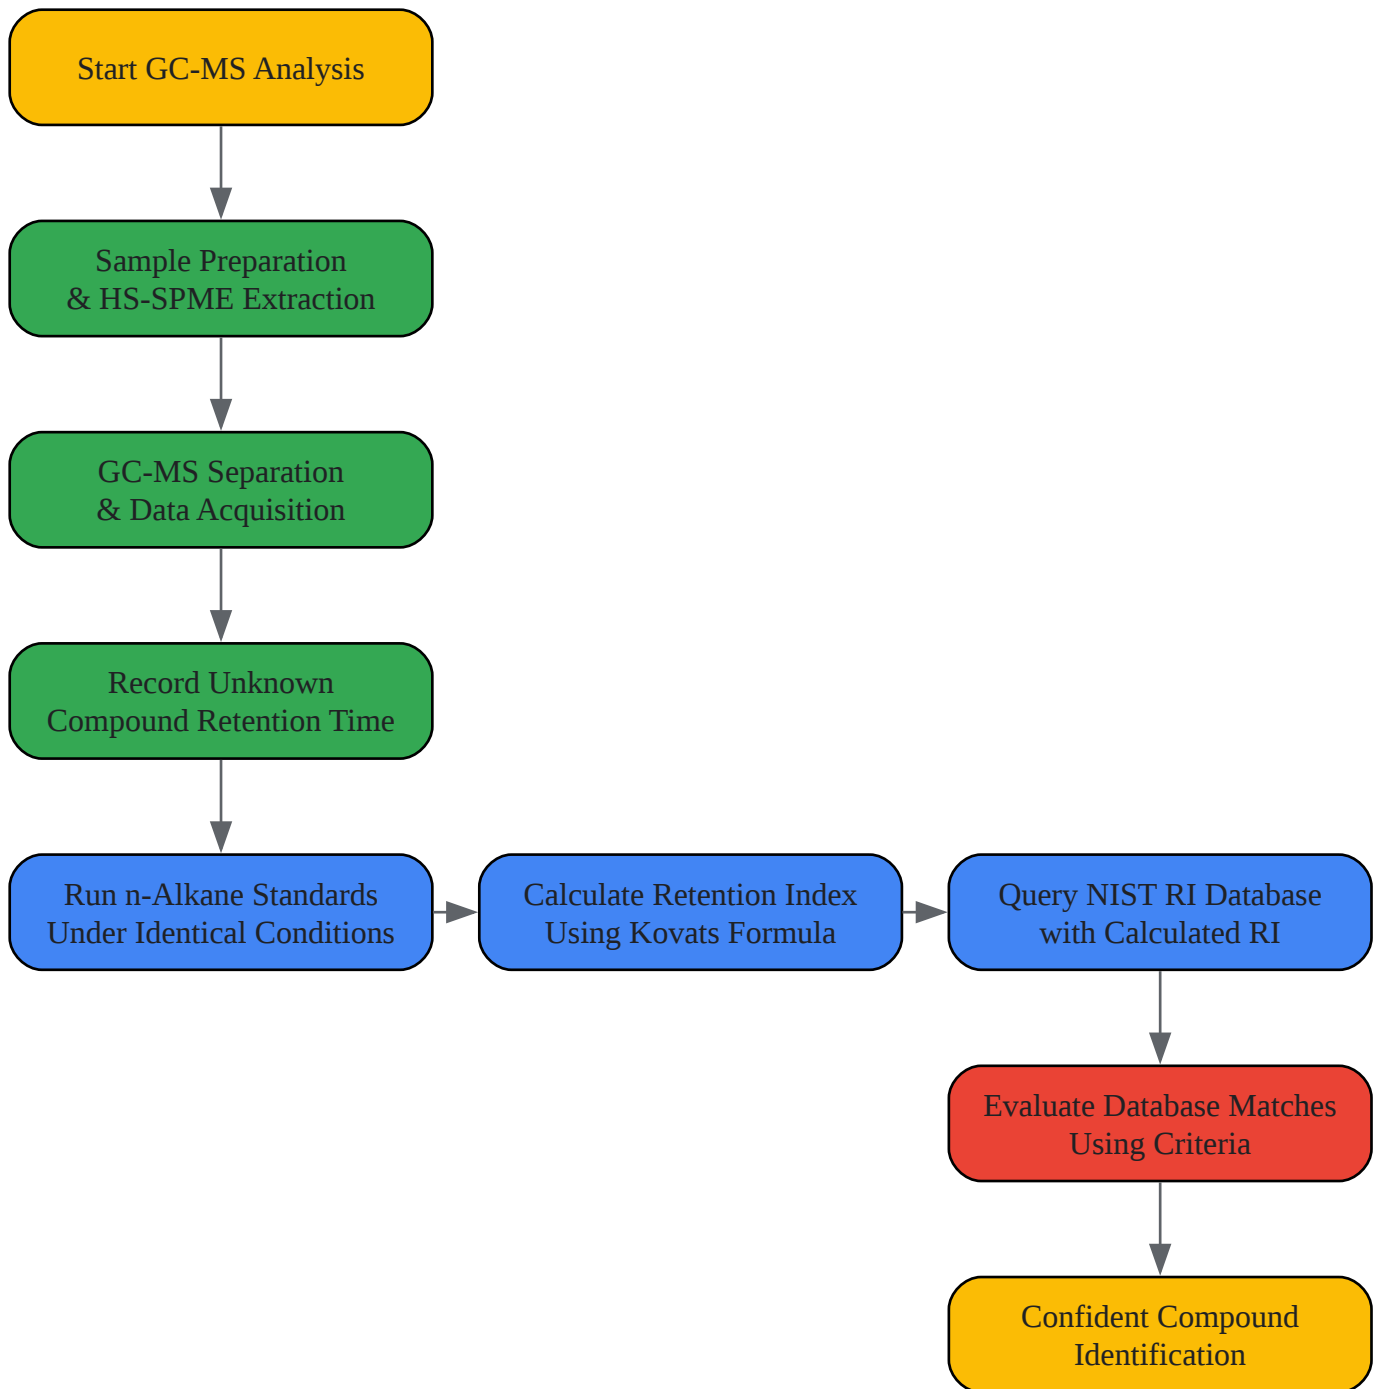 Start GC-MS Analysis
Sample Preparation
& HS-SPME Extraction
GC-MS Separation
& Data Acquisition
Record Unknown
Compound Retention Time
Run n-Alkane Standards
Under Identical Conditions
Calculate Retention Index
Using Kovats Formula
Query NIST RI Database
with Calculated RI
Evaluate Database Matches
Using Criteria
Confident Compound
Identification